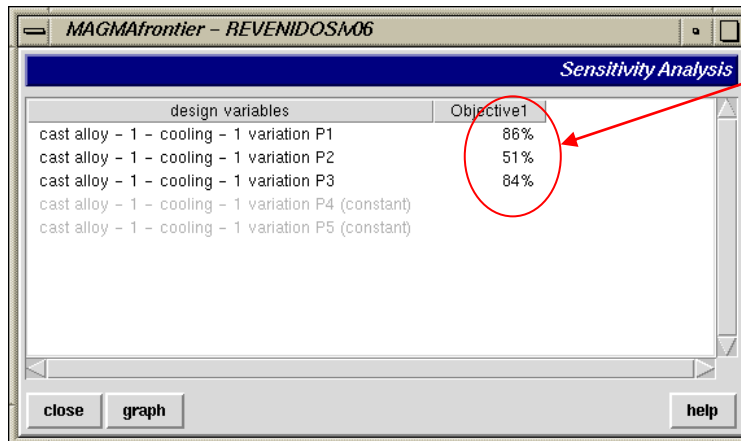 MAGMAfrontier – REVENIDOS/v06
Sensitivity Analysis
design variables Objective1
cast alloy – 1 – cooling – 1 variation P1 86%
cast alloy – 1 – cooling – 1 variation P2 51%
cast alloy – 1 – cooling – 1 variation P3 84%
cast alloy – 1 – cooling – 1 variation P4 (constant)
cast alloy – 1 – cooling – 1 variation P5 (constant)
close graph help